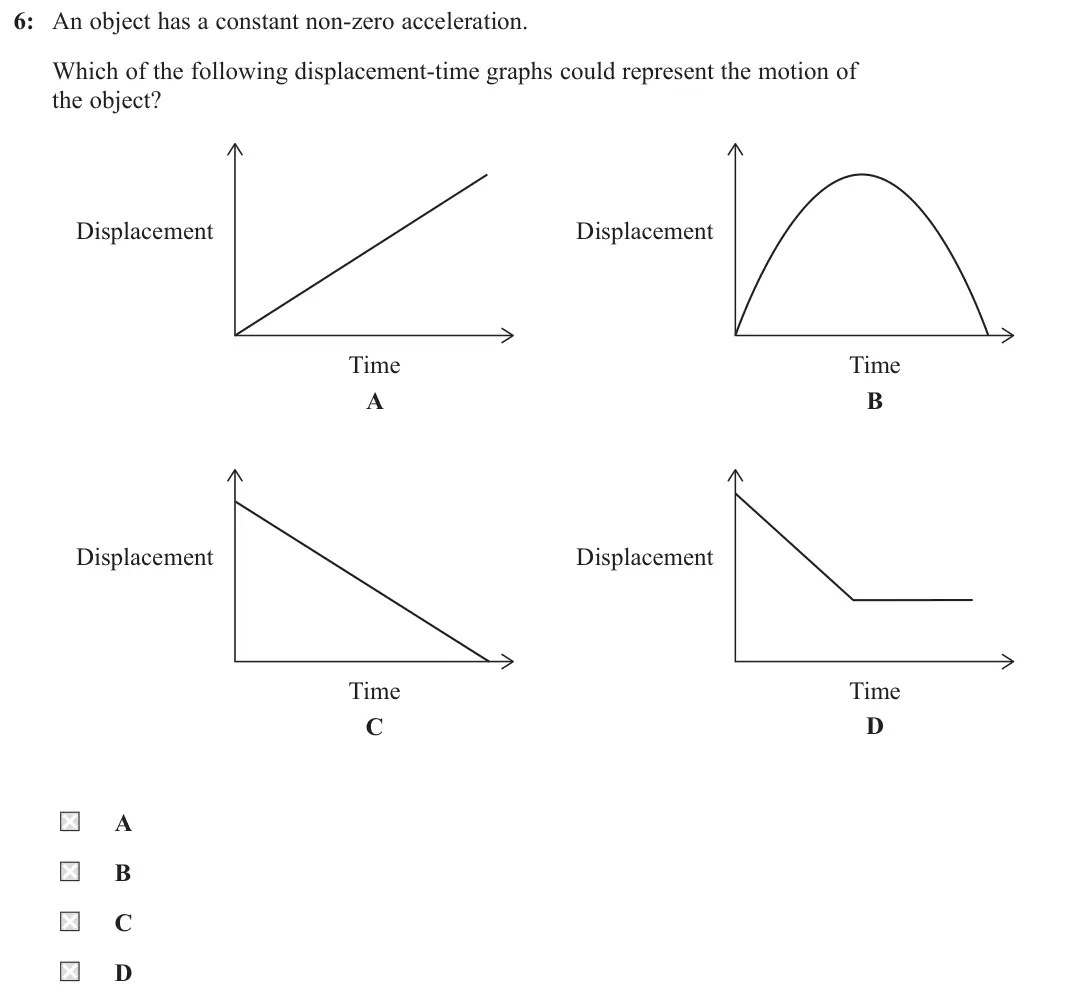 6: An object has a constant non-zero acceleration.
Which of the following displacement-time graphs could represent the motion of
the object?
Displacement
Time
A
Displacement
Time
B
Displacement
Time
C
Displacement
Time
D
A
B
C
D